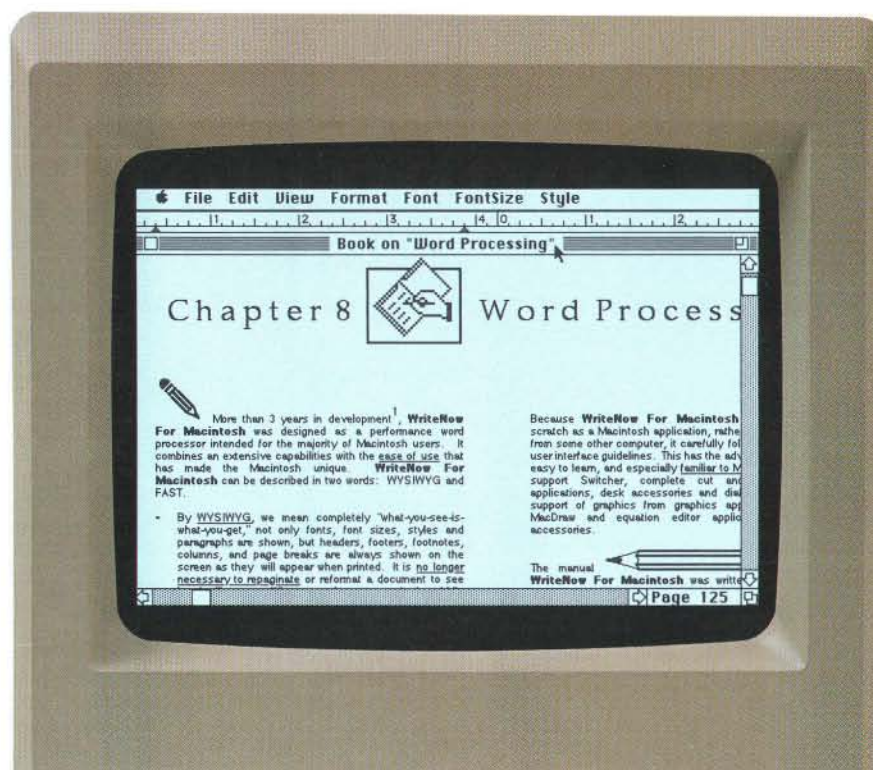 File Edit View Format Font FontSize Style
1 2 3 4 0 1 2
Book on "Word Processing"
Chapter 8 Word Process
More than 3 years in development1, WriteNow
For Macintosh was designed as a performance word
processor intended for the majority of Macintosh users. It
combines an extensive capabilities with the ease of use that
has made the Macintosh unique. WriteNow For
Macintosh can be described in two words: WYSIWYG and
FAST.
- By WYSIWYG, we mean completely "what-you-see-is-
what-you-get," not only fonts, font sizes, styles and
paragraphs are shown, but headers, footers, footnotes,
columns, and page breaks are always shown on the
screen as they will appear when printed. It is no longer
necessary to repaginate or reformat a document to see
Because WriteNow For Macintosh
scratch as a Macintosh application, rathe
from some other computer, it carefully fol
user interface guidelines. This has the adv
easy to learn, and especially familiar to M
support Switcher, complete cut and
applications, desk accessories and dial
support of graphics from graphics app
MacDraw and equation editor applic
accessories.
The manual
WriteNow For Macintosh was writte
Page 125